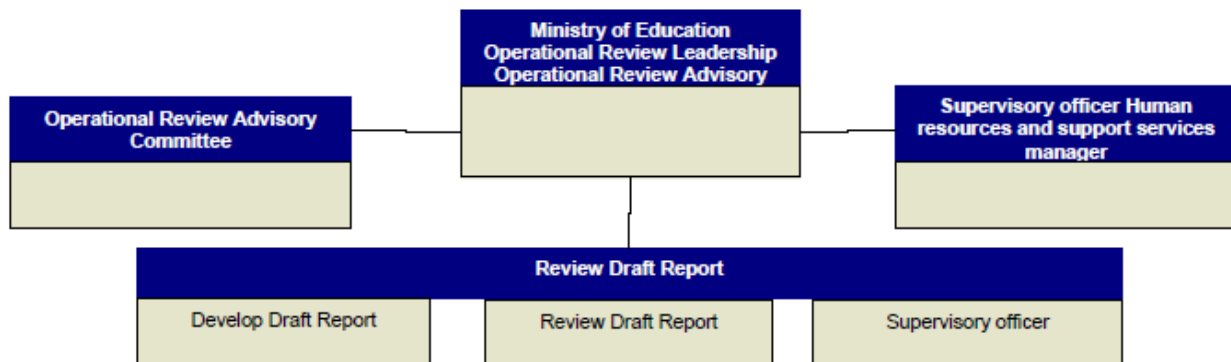 Ministry of Education
Operational Review Leadership
Operational Review Advisory
Operational Review Advisory
Committee
Supervisory officer Human
resources and support services
manager
Review Draft Report
Develop Draft Report
Review Draft Report
Supervisory officer